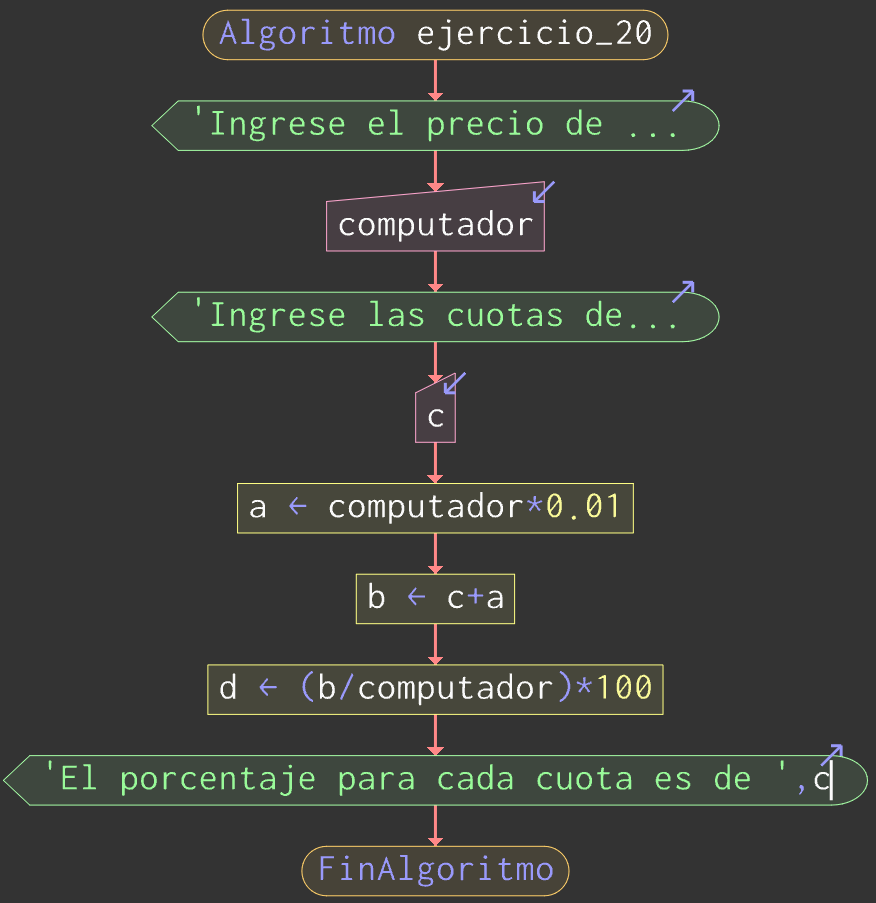 Algoritmo ejercicio_20
'Ingrese el precio de ...
computador
'Ingrese las cuotas de...
c
a ← computador*0.01
b ← c+a
d ← (b/computador)*100
'El porcentaje para cada cuota es de ',c
FinAlgoritmo